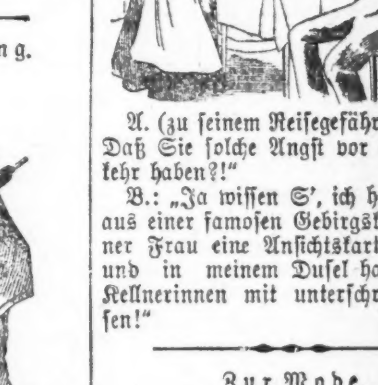 ng.
A. (zu seinem Reisegefähr
Daß Sie solche Angst vor
kehr haben?!"
B.: „Ja wissen S', ich h
aus einer famosen Gebirgsk
ner Frau eine Ansichtskart
und in meinem Dusel ha
Kellnerinnen mit unterschr
sen!"
Zur Mode